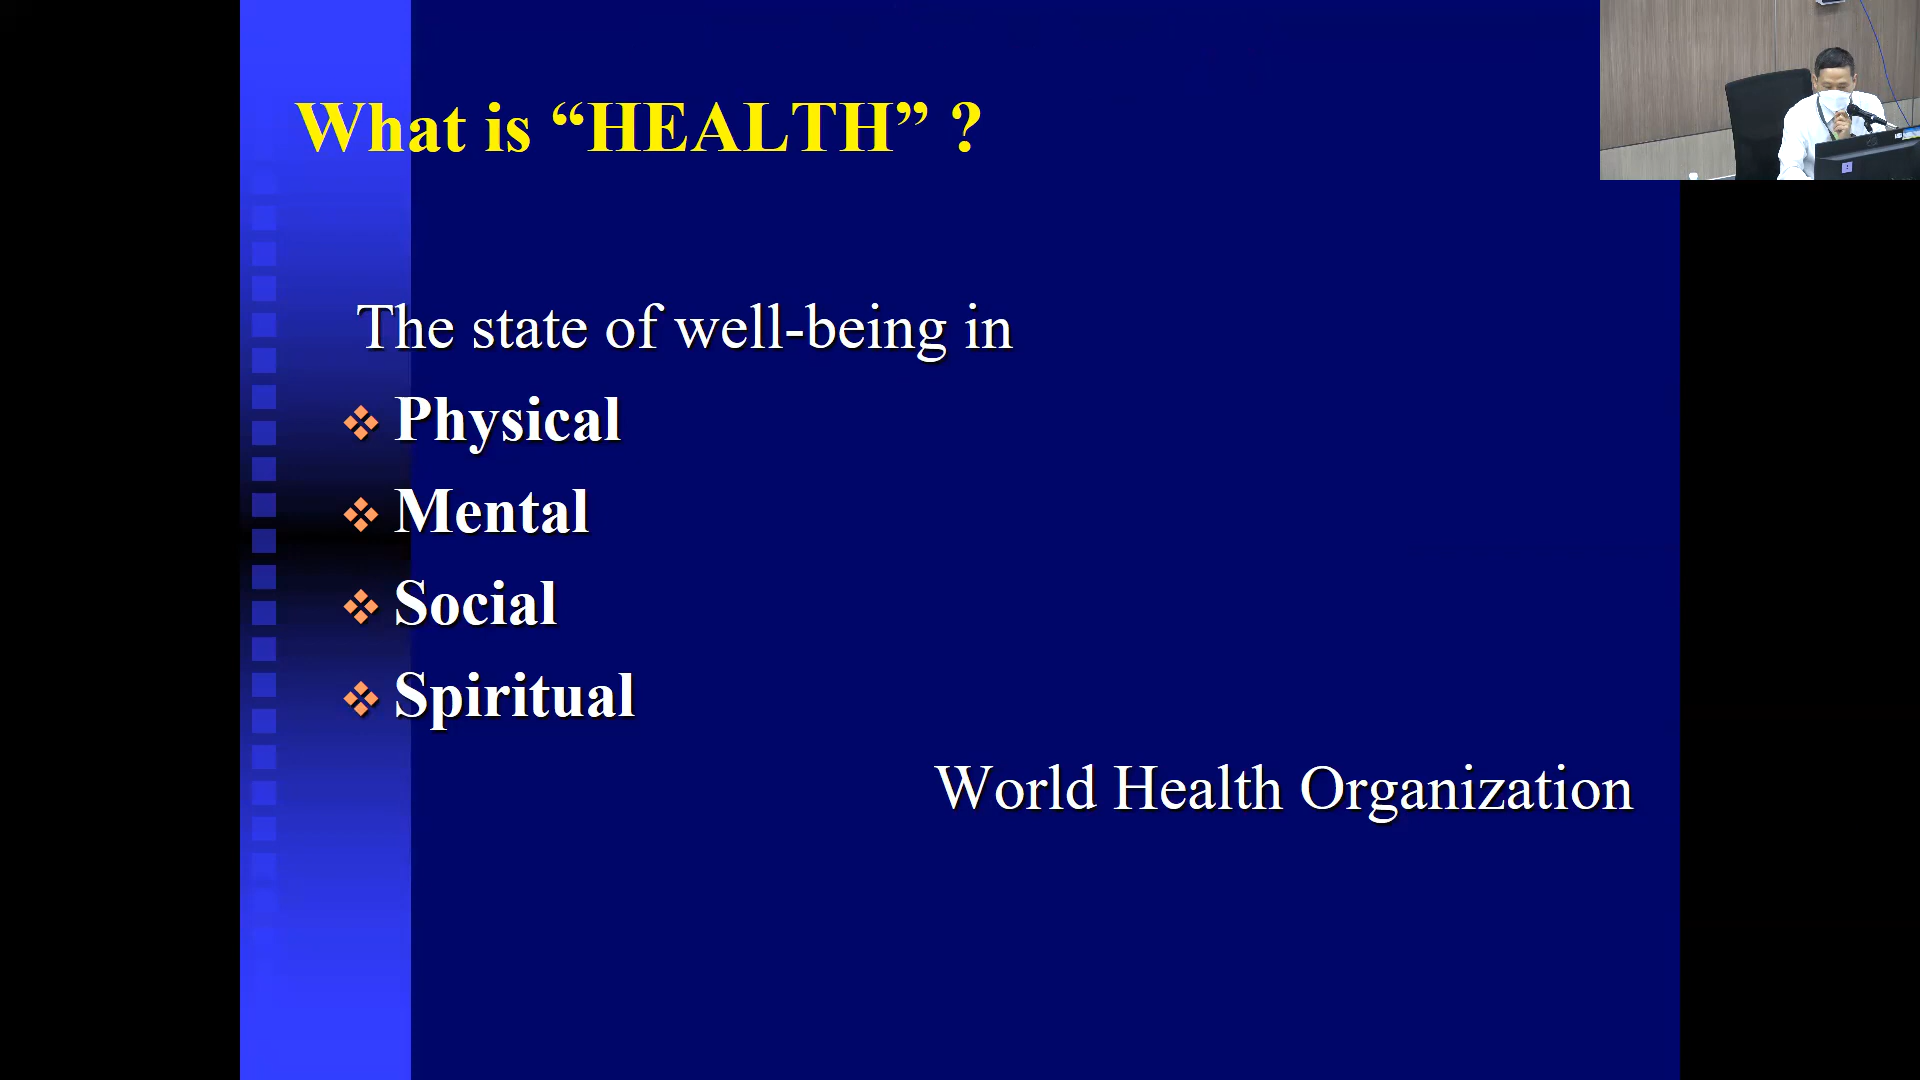 What is “HEALTH” ?
The state of well-being in
❖ Physical
❖ Mental
❖ Social
❖ Spiritual
World Health Organization